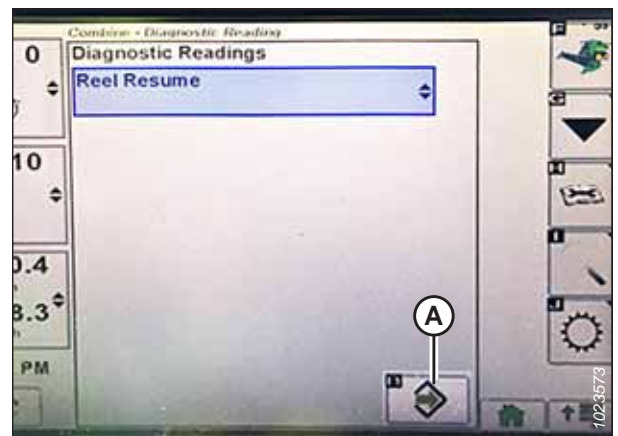 Combine - Diagnostic Reading
Diagnostic Readings
Reel Resume
0
10
0.4
8.3
PM
A
1023573